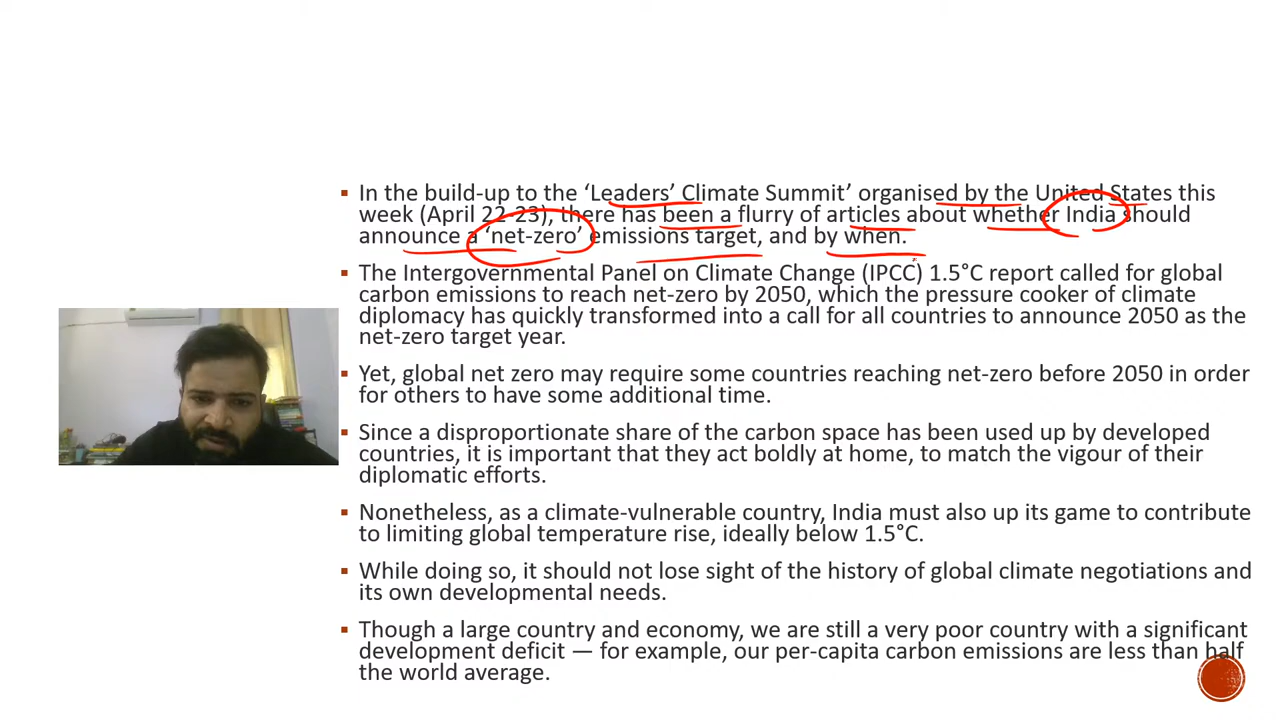 In the build-up to the ‘Leaders’ Climate Summit’ organised by the United States this
week (April 22-23), there has been a flurry of articles about whether India should
announce a ‘net-zero’ emissions target, and by when.
The Intergovernmental Panel on Climate Change (IPCC) 1.5°C report called for global
carbon emissions to reach net-zero by 2050, which the pressure cooker of climate
diplomacy has quickly transformed into a call for all countries to announce 2050 as the
net-zero target year.
Yet, global net zero may require some countries reaching net-zero before 2050 in order
for others to have some additional time.
Since a disproportionate share of the carbon space has been used up by developed
countries, it is important that they act boldly at home, to match the vigour of their
diplomatic efforts.
Nonetheless, as a climate-vulnerable country, India must also up its game to contribute
to limiting global temperature rise, ideally below 1.5°C.
While doing so, it should not lose sight of the history of global climate negotiations and
its own developmental needs.
Though a large country and economy, we are still a very poor country with a significant
development deficit — for example, our per-capita carbon emissions are less than half
the world average.